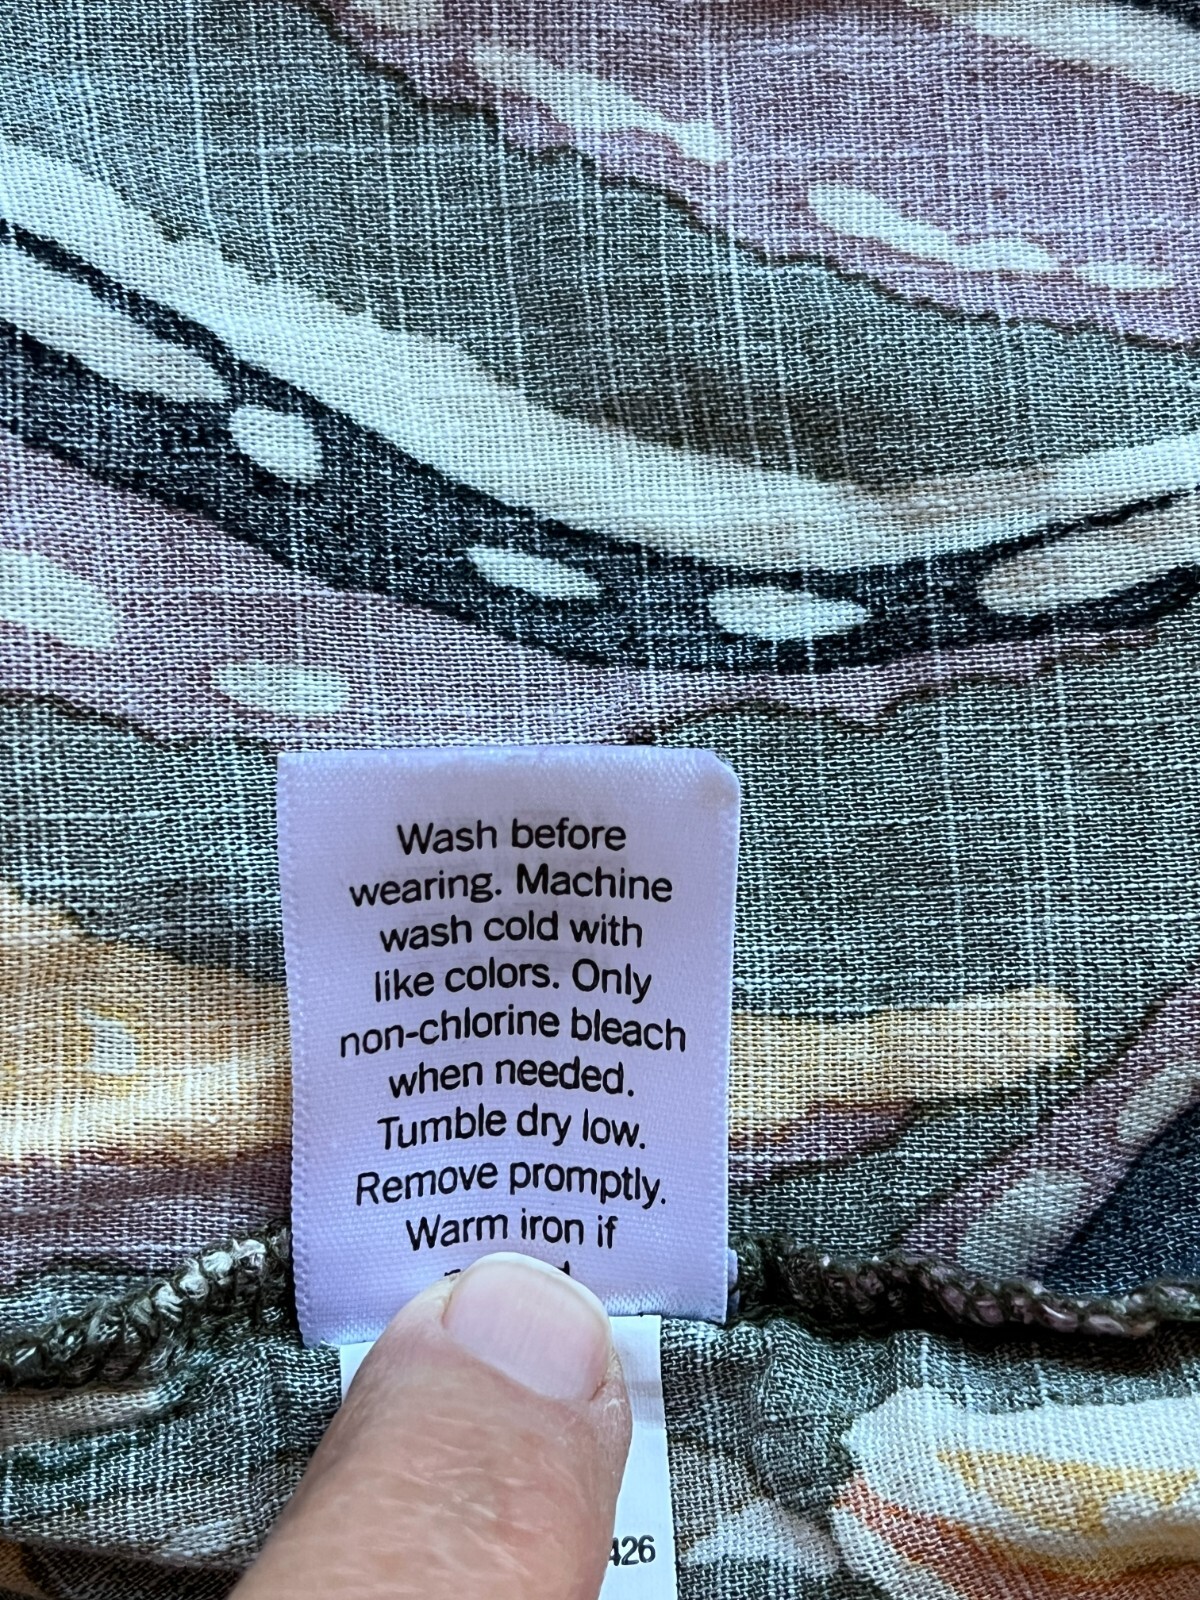 Wash before
wearing. Machine
wash cold with
like colors. Only
non-chlorine bleach
when needed.
Tumble dry low.
Remove promptly.
Warm iron if
426